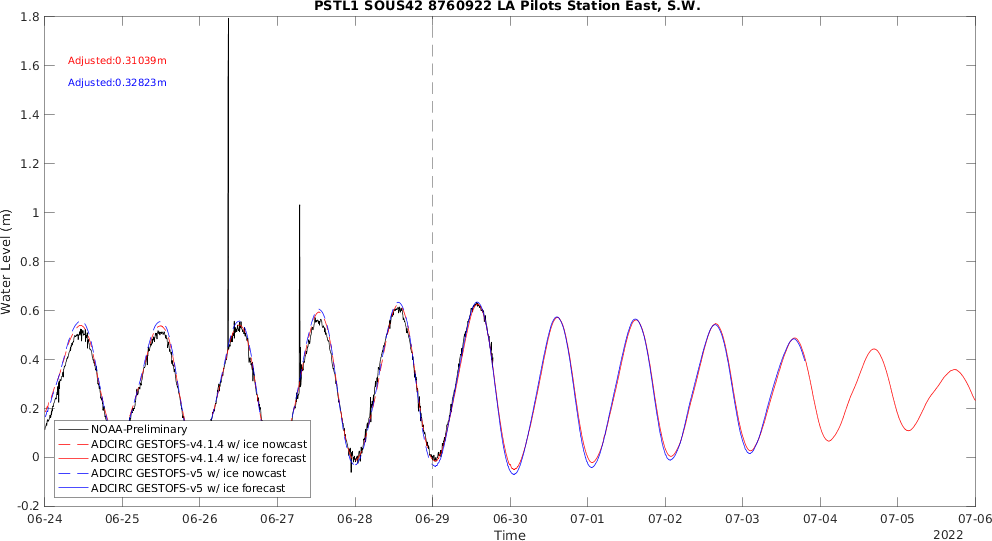 PSTL1 SOUS42 8760922 LA Pilots Station East, S.W.
1.8
1.6
1.4
1.2
1
0.8
0.6
0.4
0.2
0
-0.2
Water Level (m)
Adjusted:0.31039m
Adjusted:0.32823m
NOAA-Preliminary
ADCIRC GESTOFS-v4.1.4 w/ ice nowcast
ADCIRC GESTOFS-v4.1.4 w/ ice forecast
ADCIRC GESTOFS-v5 w/ ice nowcast
ADCIRC GESTOFS-v5 w/ ice forecast
06-24 06-25 06-26 06-27 06-28 06-29 06-30 07-01 07-02 07-03 07-04 07-05 07-06
Time
2022